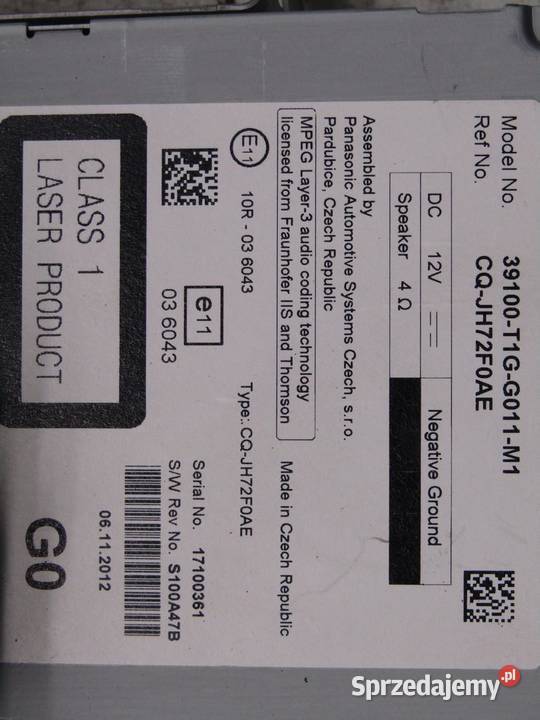 Model No. 39100-T1G-G011-M1
Ref No. CQ-JH72F0AE
DC 12V Negative Ground
Speaker 4 Ω
Assembled by
Panasonic Automotive Systems Czech, s.r.o.
Pardubice, Czech Republic Made in Czech Republic
MPEG Layer-3 audio coding technology
licensed from Fraunhofer IIS and Thomson
E11 10R - 03 6043 Type: CQ-JH72F0AE
e11
03 6043
Serial No. 17100361
S/W Rev No. S100A47B
CLASS 1
LASER PRODUCT
06.11.2012
G0
Sprzedajemy.pl